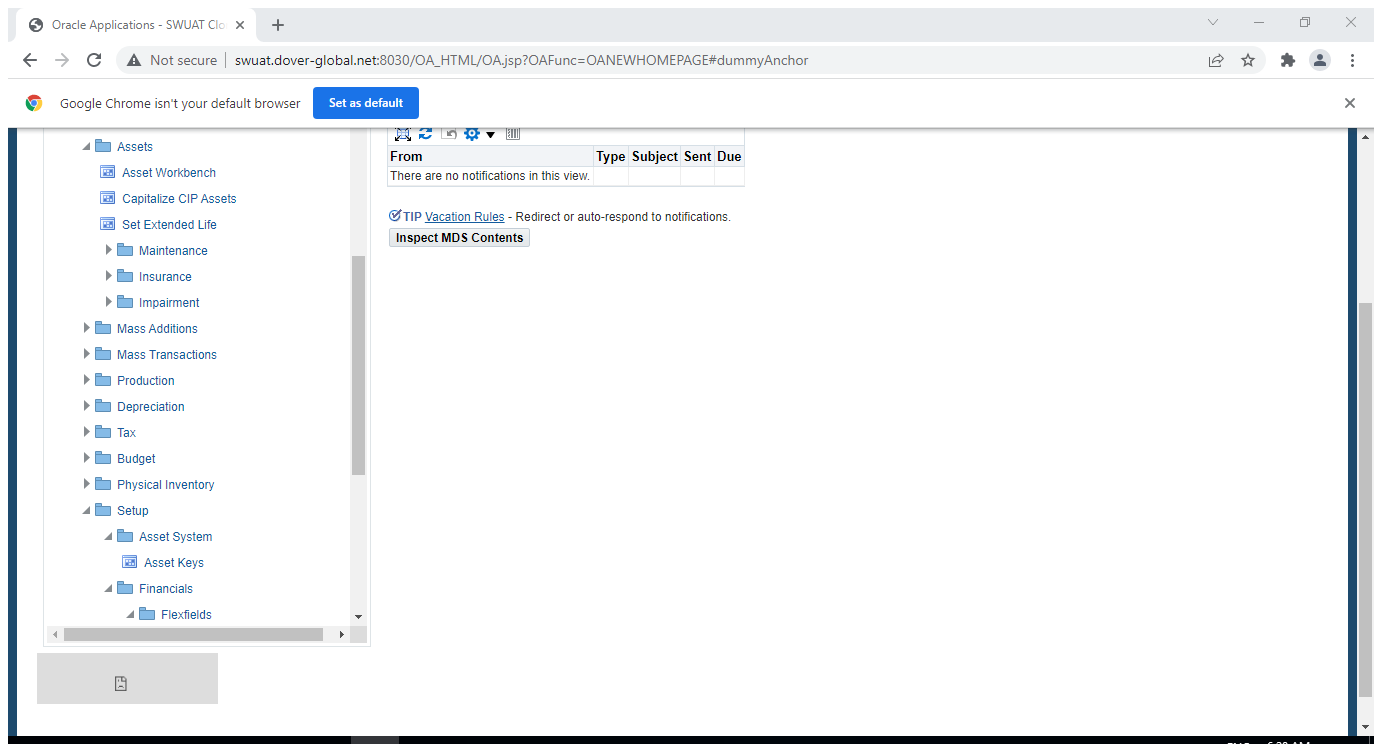 Oracle Applications - SWUAT Clo
Not secure swuat.dover-global.net:8030/OA_HTML/OA.jsp?OAFunc=OANEWHOMEPAGE#dummyAnchor
Google Chrome isn't your default browser Set as default
Assets
Asset Workbench
Capitalize CIP Assets
Set Extended Life
Maintenance
Insurance
Impairment
Mass Additions
Mass Transactions
Production
Depreciation
Tax
Budget
Physical Inventory
Setup
Asset System
Asset Keys
Financials
Flexfields
From Type Subject Sent Due
There are no notifications in this view.
TIP Vacation Rules - Redirect or auto-respond to notifications.
Inspect MDS Contents